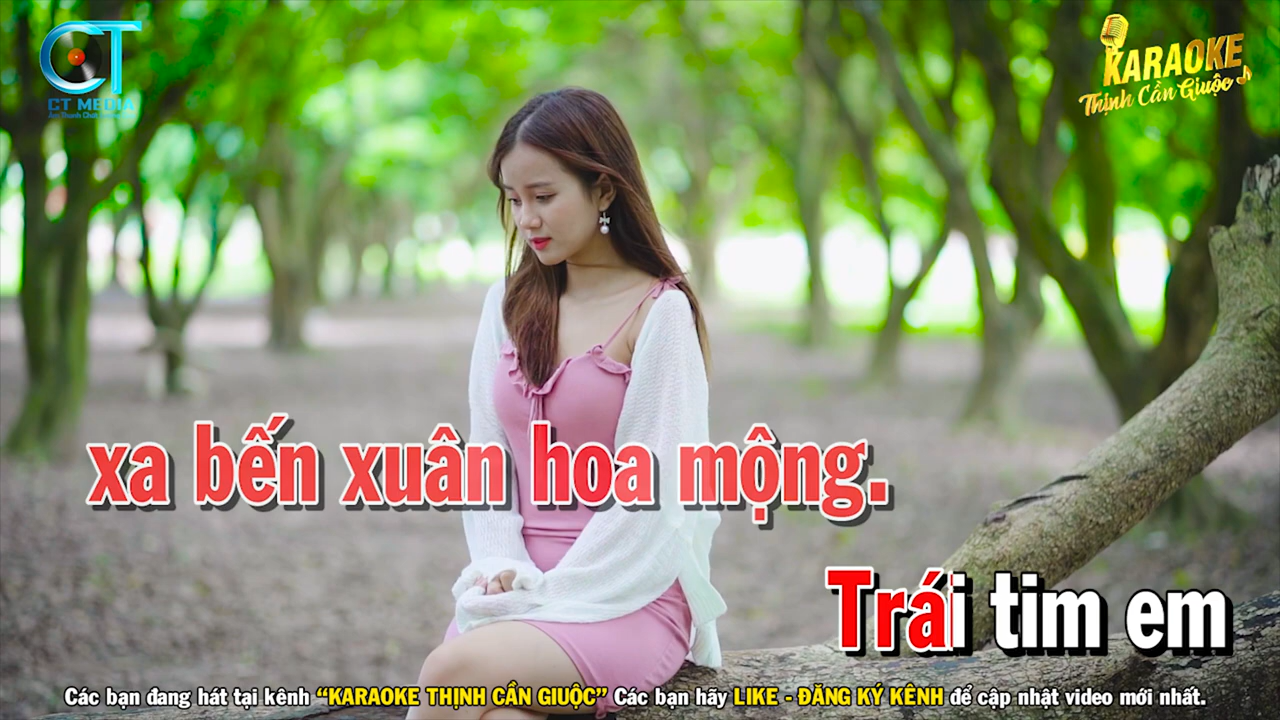 CT
CT MEDIA
KARAOKE
Thịnh Cần Giuộc
xa bến xuân hoa mộng.
Trái tim em
Các bạn đang hát tại kênh “KARAOKE THỊNH CẦN GIUỘC” Các bạn hãy LIKE - ĐĂNG KÝ KÊNH để cập nhật video mới nhất.